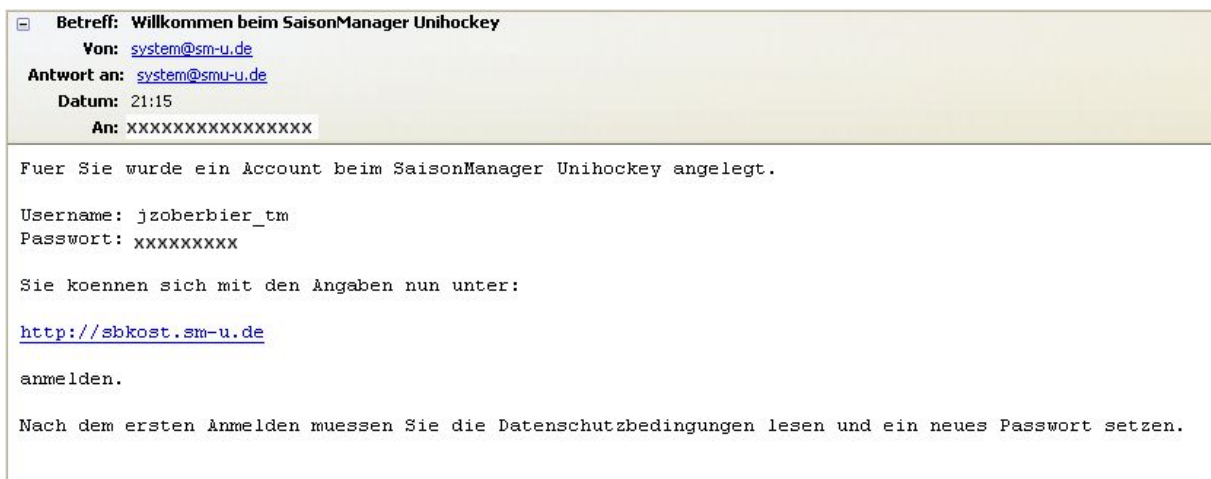 Betreff: Willkommen beim SaisonManager Unihockey
Von: system@sm-u.de
Antwort an: system@smu-u.de
Datum: 21:15
An: XXXXXXXXXXXXXXXX
Fuer Sie wurde ein Account beim SaisonManager Unihockey angelegt.
Username: jzoberbier_tm
Passwort: XXXXXXXXX
Sie koennen sich mit den Angaben nun unter:
http://sbkost.sm-u.de
anmelden.
Nach dem ersten Anmelden muessen Sie die Datenschutzbedingungen lesen und ein neues Passwort setzen.